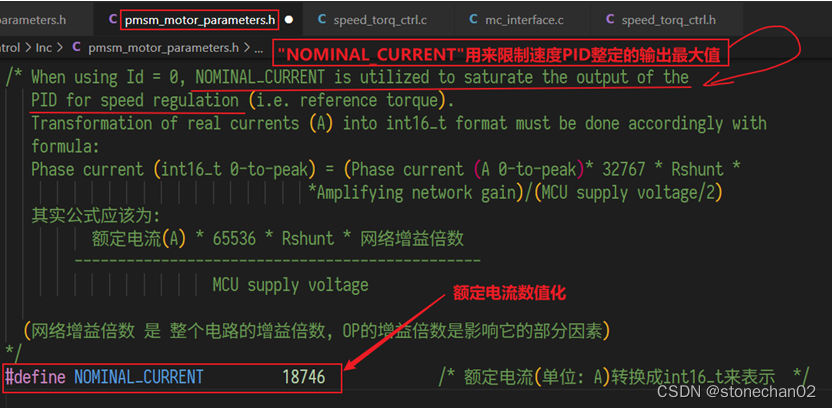 arameters.h C pmsm_motor_parameters.h ● C speed_torq_ctrl.c C mc_interface.c C speed_torq_ctrl.h
ntrol > Inc > C pmsm_motor_parameters.h > ...
"NOMINAL_CURRENT"用来限制速度PID整定的输出最大值
/* When using Id = 0, NOMINAL_CURRENT is utilized to saturate the output of the
PID for speed regulation (i.e. reference torque).
Transformation of real currents (A) into int16_t format must be done accordingly with
formula:
Phase current (int16_t 0-to-peak) = (Phase current (A 0-to-peak)* 32767 * Rshunt *
*Amplifying network gain)/(MCU supply voltage/2)
其实公式应该为:
额定电流(A) * 65536 * Rshunt * 网络增益倍数
------------------------------------------------
MCU supply voltage
额定电流数值化
(网络增益倍数 是 整个电路的增益倍数, OP的增益倍数是影响它的部分因素)
*/
#define NOMINAL_CURRENT 18746 /* 额定电流(单位: A)转换成int16_t来表示 */
CSDN @stonechan02